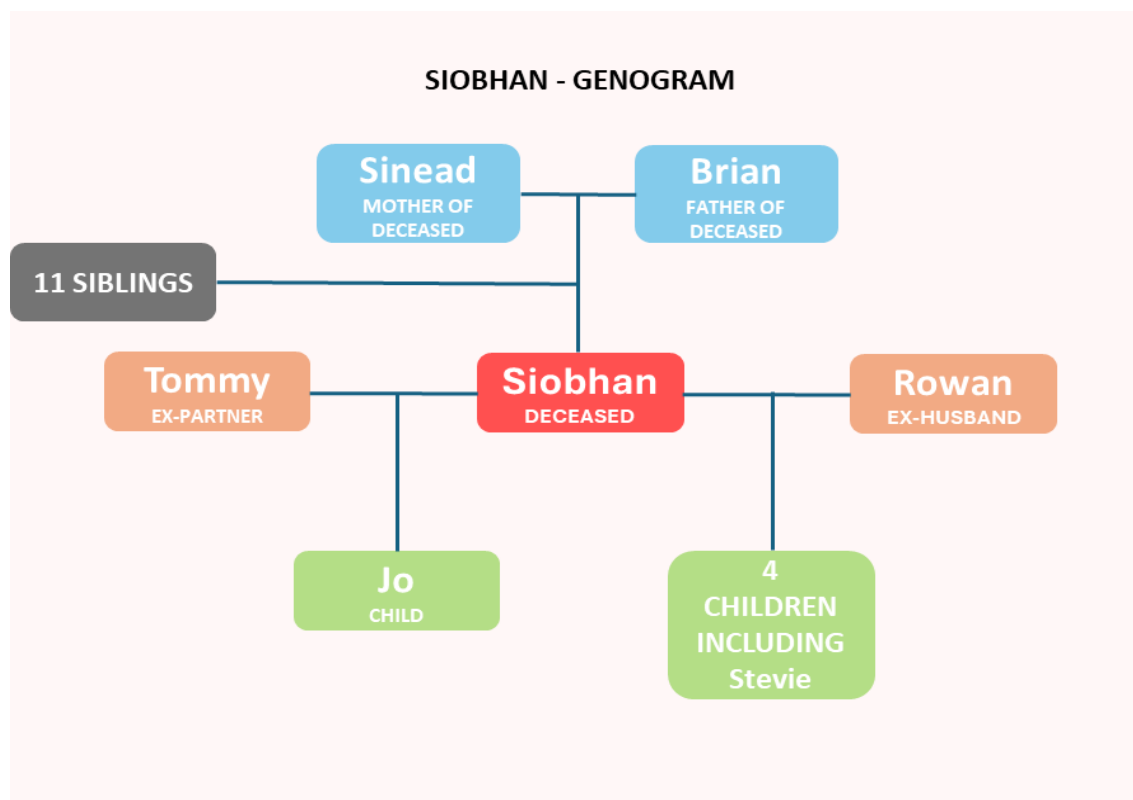 SIOBHAN - GENOGRAM
Sinead
MOTHER OF
DECEASED
Brian
FATHER OF
DECEASED
11 SIBLINGS
Tommy
EX-PARTNER
Siobhan
DECEASED
Rowan
EX-HUSBAND
Jo
CHILD
4
CHILDREN
INCLUDING
Stevie